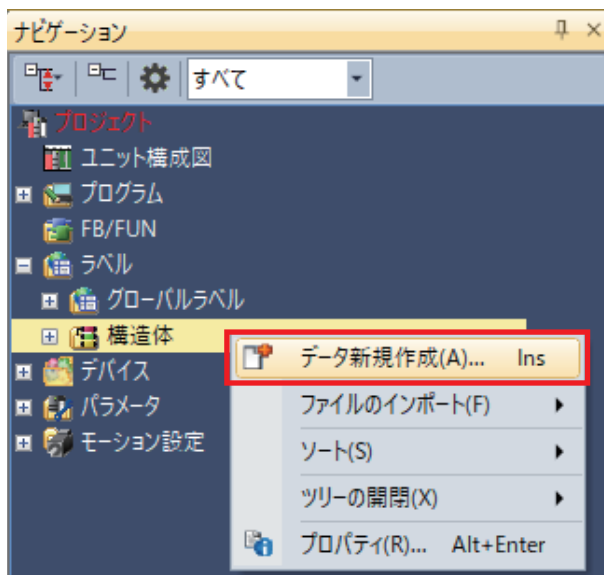 ナビゲーション
すべて
プロジェクト
ユニット構成図
プログラム
FB/FUN
ラベル
グローバルラベル
構造体
データ新規作成(A)... Ins
デバイス
ファイルのインポート(F)
パラメータ
ソート(S)
モーション設定
ツリーの開閉(X)
プロパティ(R)... Alt+Enter